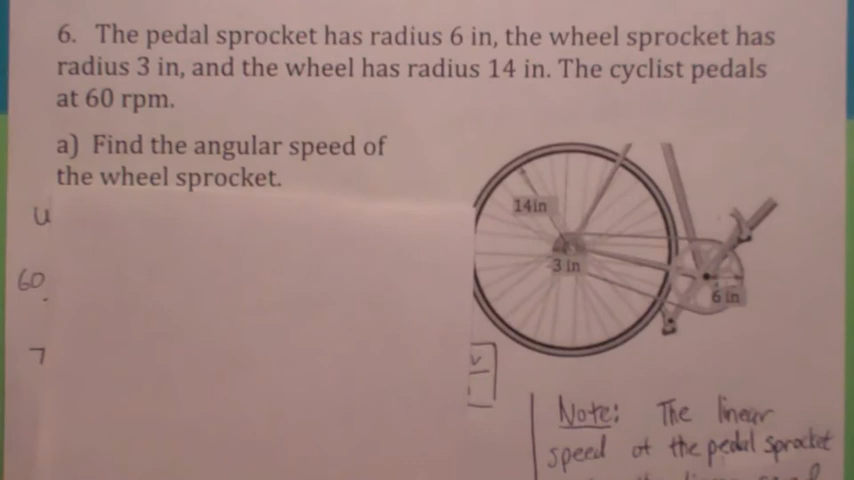 6. The pedal sprocket has radius 6 in, the wheel sprocket has
radius 3 in, and the wheel has radius 14 in. The cyclist pedals
at 60 rpm.
a) Find the angular speed of
the wheel sprocket.
14in
3 in
6 in
60
Note: The linear
speed of the pedal sprocket